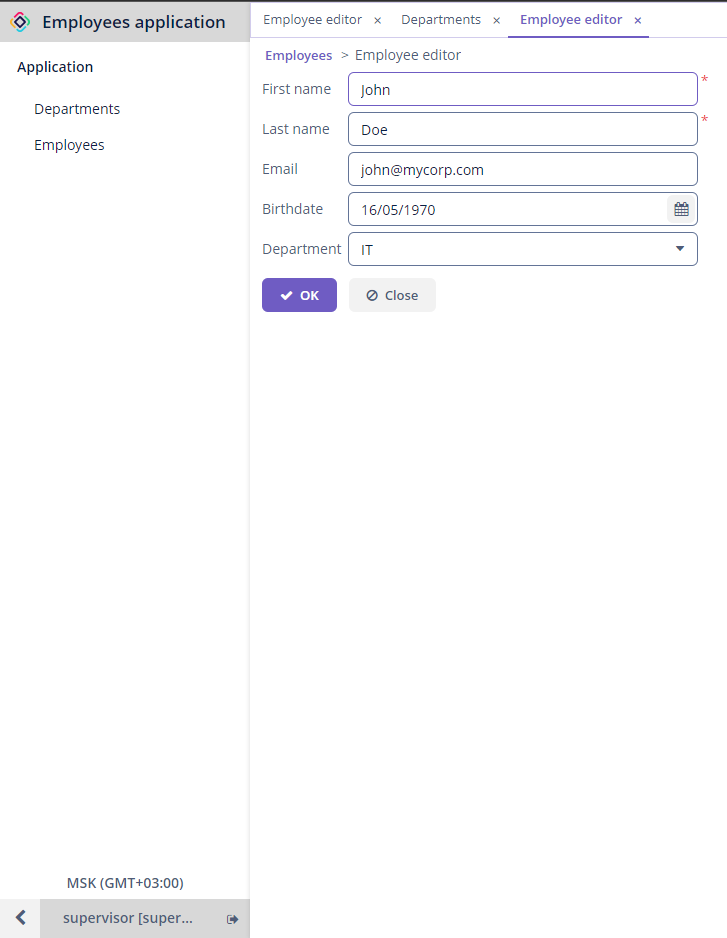 Employees application
Application
Departments
Employees
MSK (GMT+03:00)
supervisor [super...
Employee editor × Departments × Employee editor ×
Employees > Employee editor
First name John *
Last name Doe *
Email john@mycorp.com
Birthdate 16/05/1970
Department IT
OK Close